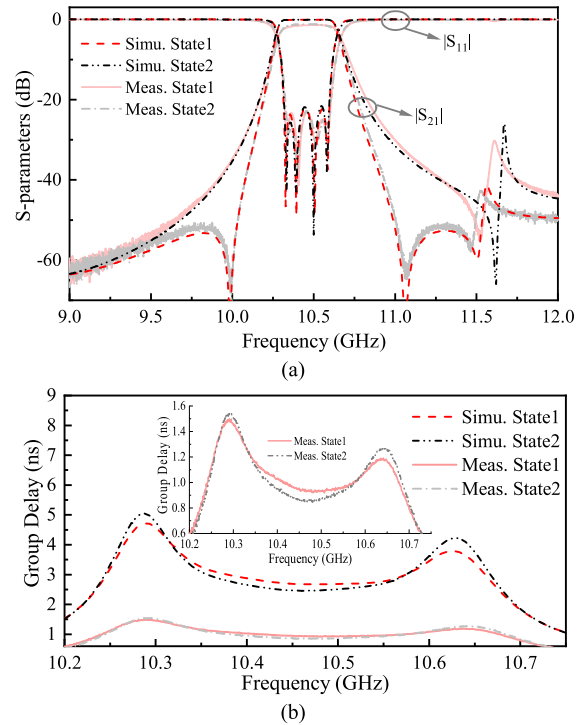 0
-20
-40
-60
S-parameters (dB)
Simu. State1
Simu. State2
Meas. State1
Meas. State2
|S11|
|S21|
9.0 9.5 10.0 10.5 11.0 11.5 12.0
Frequency (GHz)
(a)
9
8
7
6
5
4
3
2
1
Group Delay (ns)
1.6
1.4
1.2
1.0
0.8
0.6
Group Delay (ns)
Meas. State1
Meas. State2
10.2 10.3 10.4 10.5 10.6 10.7
Frequency (GHz)
Simu. State1
Simu. State2
Meas. State1
Meas. State2
10.2 10.3 10.4 10.5 10.6 10.7
Frequency (GHz)
(b)